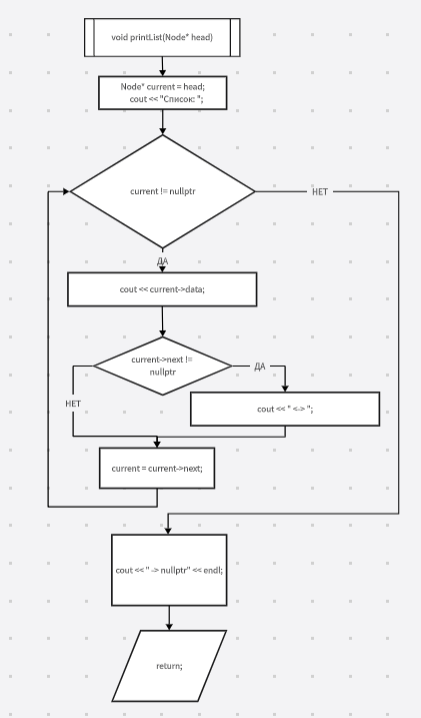 void printList(Node* head)
Node* current = head;
cout << "Список: ";
current != nullptr
НЕТ
ДА
cout << current->data;
current->next !=
nullptr
ДА
НЕТ
cout << " <-> ";
current = current->next;
cout << " -> nullptr" << endl;
return;